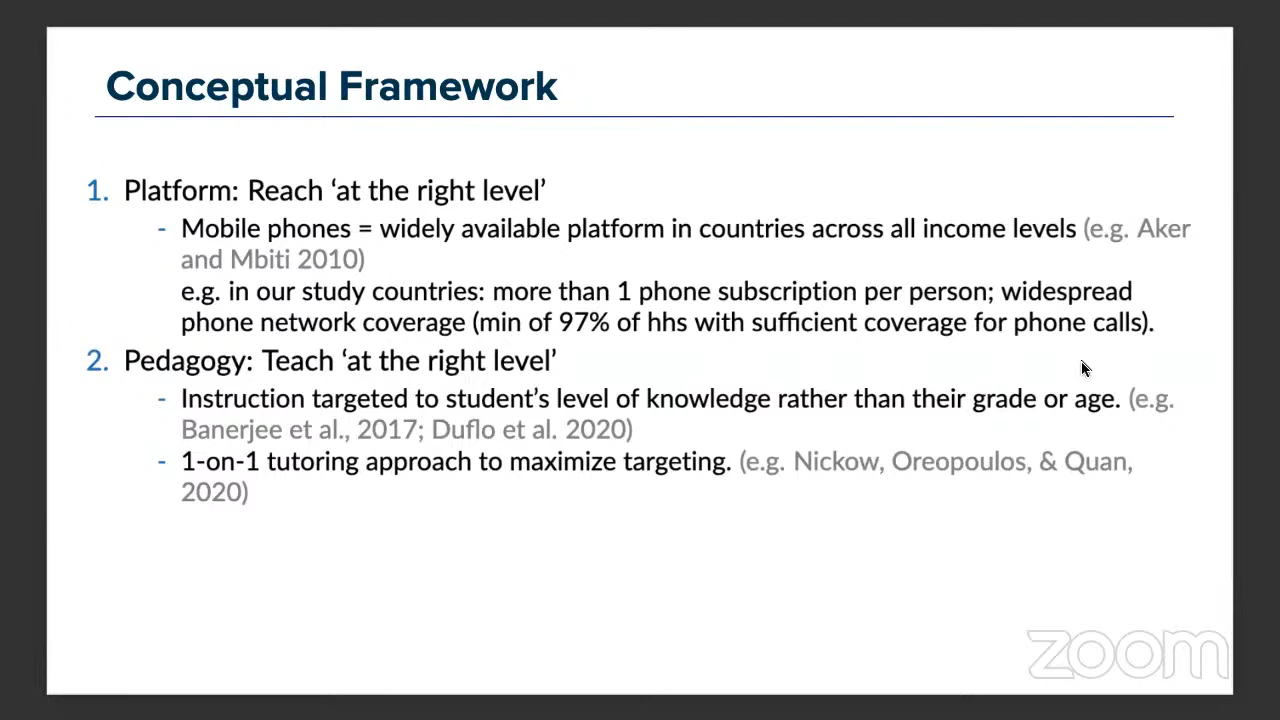 Conceptual Framework
1. Platform: Reach ‘at the right level’
- Mobile phones = widely available platform in countries across all income levels (e.g. Aker
and Mbiti 2010)
e.g. in our study countries: more than 1 phone subscription per person; widespread
phone network coverage (min of 97% of hhs with sufficient coverage for phone calls).
2. Pedagogy: Teach ‘at the right level’
- Instruction targeted to student’s level of knowledge rather than their grade or age. (e.g.
Banerjee et al., 2017; Duflo et al. 2020)
- 1-on-1 tutoring approach to maximize targeting. (e.g. Nickow, Oreopoulos, & Quan,
2020)
zoom